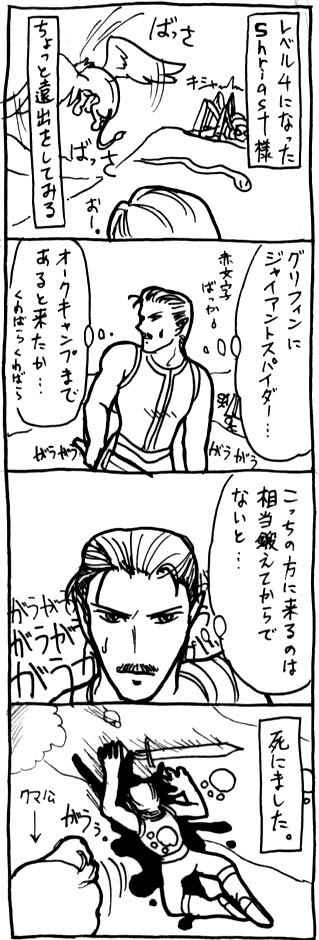 レベル4になった
Shriast様
ばっさ
キシャーッ
ばっさ
ちょっと遠出をしてみる
お!
グリフィンに
ジャイアントスパイダー…
赤文字
ばっか!
オークキャンプまで
あると来たか…
くわばらくわばら
がうがう
がうがう
こっちの方に来るのは
相当鍛えてからで
ないと…
がうがう
がうがう
がうがう
!?
死にました。
クマ公
がうぅ